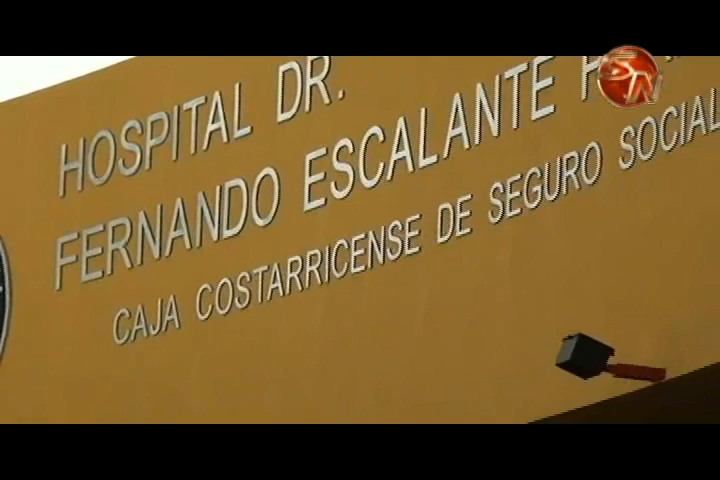 HOSPITAL DR.
FERNANDO ESCALANTE
CAJA COSTARRICENSE DE SEGURO SOCIAL